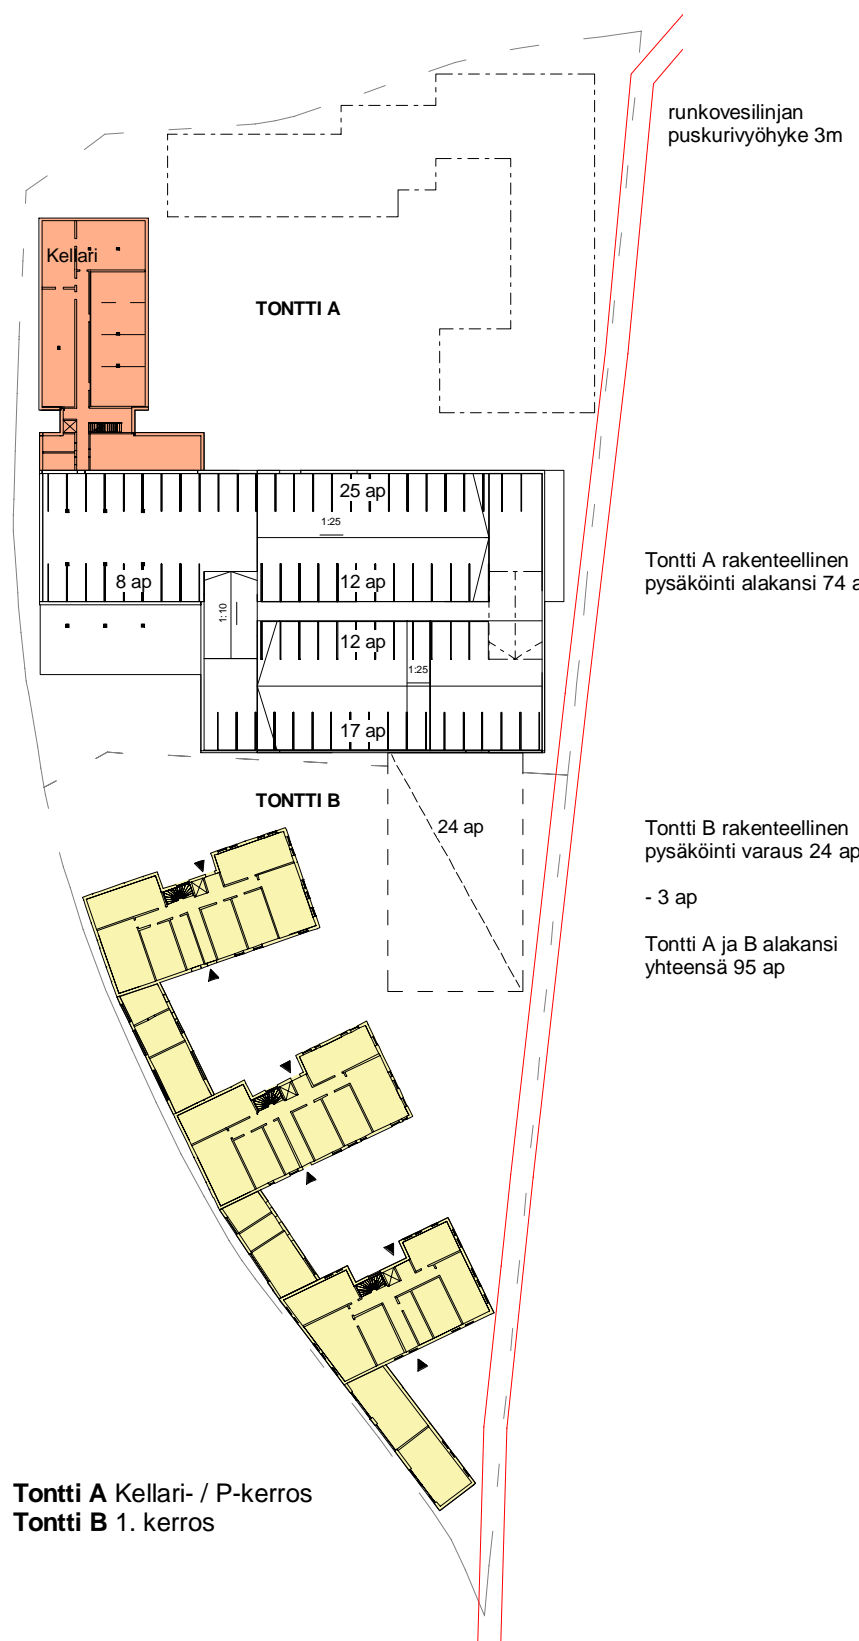 runkovesilinjan
puskurivyöhyke 3m
Kellari
TONTTI A
25 ap
1:25
8 ap
12 ap
1:10
12 ap
1:25
17 ap
Tontti A rakenteellinen
pysäköinti alakansi 74 a
TONTTI B
24 ap
Tontti B rakenteellinen
pysäköinti varaus 24 ap
- 3 ap
Tontti A ja B alakansi
yhteensä 95 ap
Tontti A Kellari- / P-kerros
Tontti B 1. kerros